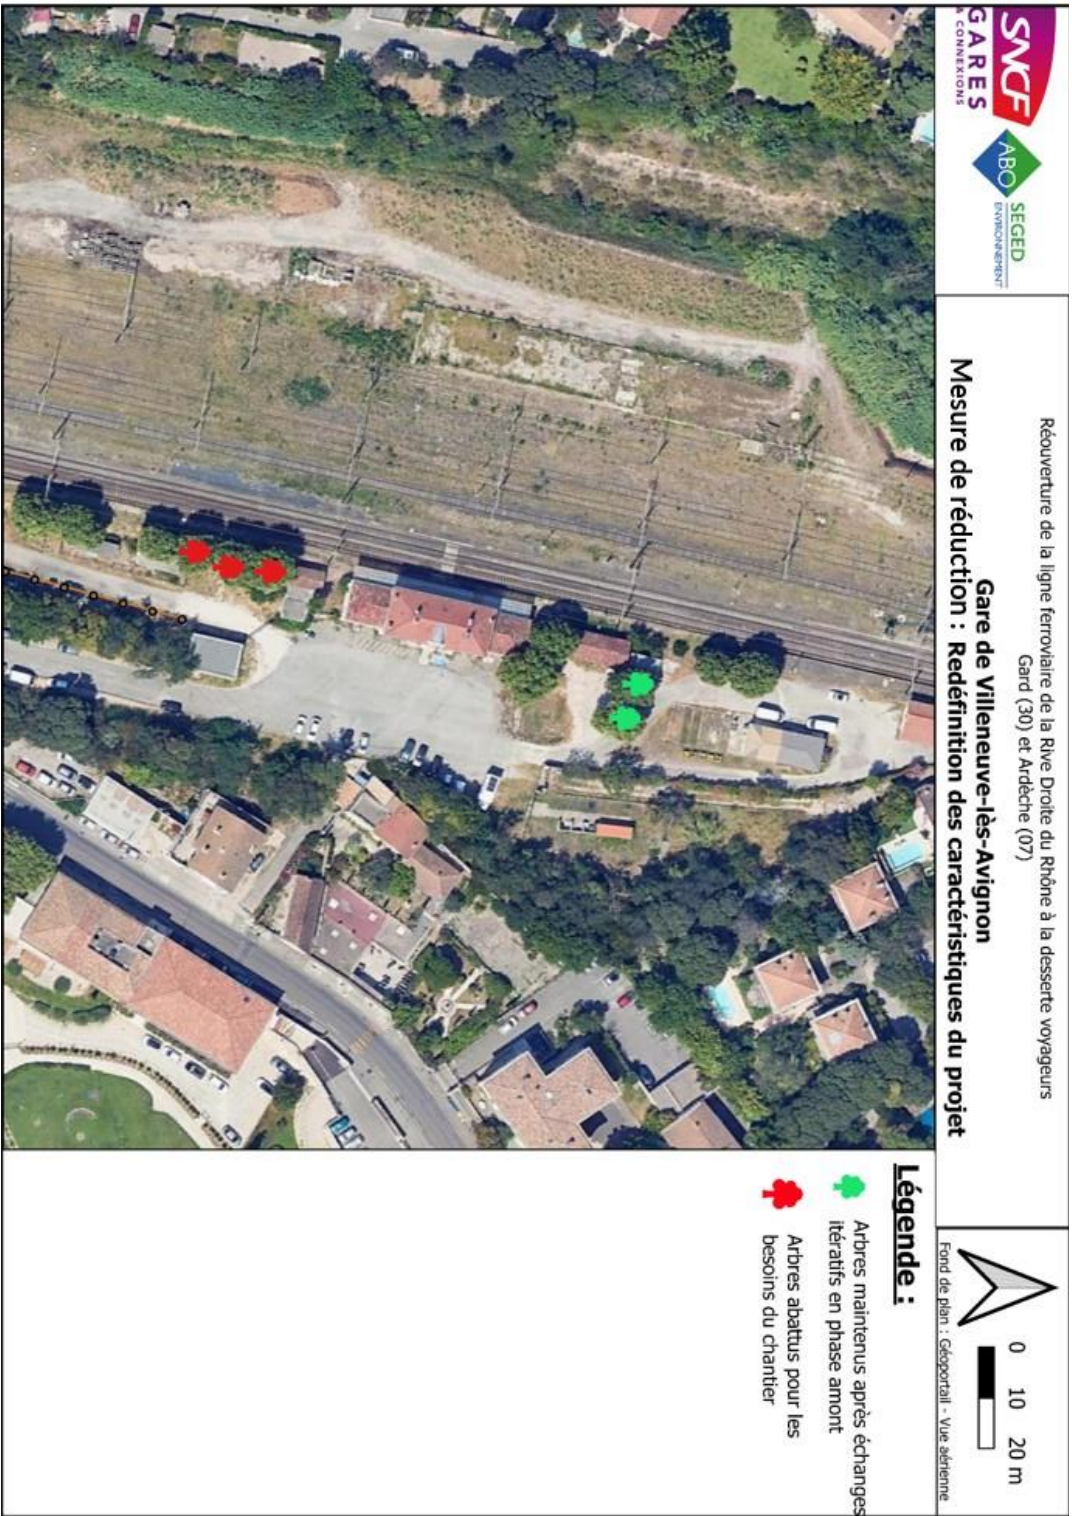 SNCF
GARES
& CONNEXIONS
ABO
SEGED
ENVIRONNEMENT
Réouverture de la ligne ferroviaire de la Rive Droite du Rhône à la desserte voyageurs
Gard (30) et Ardèche (07)
Gare de Villeneuve-lès-Avignon
Mesure de réduction : Redéfinition des caractéristiques du projet
0 10 20 m
Fond de plan : Géoportail - Vue aérienne
Légende :
Arbres maintenus après échanges
itératifs en phase amont
Arbres abattus pour les
besoins du chantier